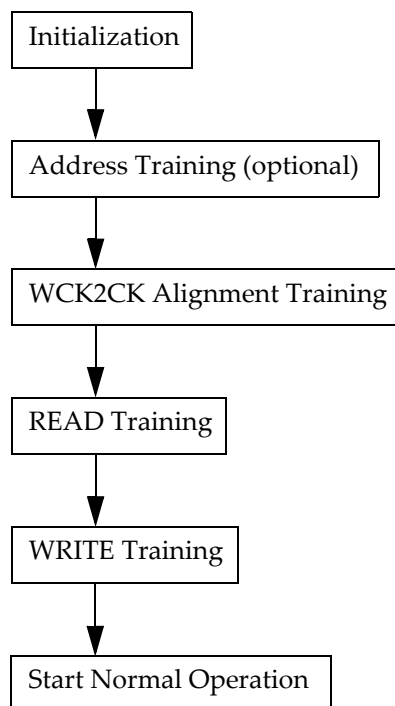 Initialization
Address Training (optional)
WCK2CK Alignment Training
READ Training
WRITE Training
Start Normal Operation